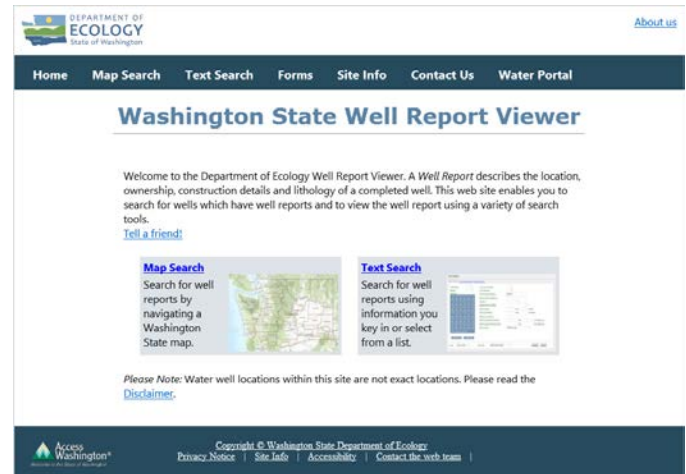 DEPARTMENT OF
ECOLOGY
State of Washington
About us
Home Map Search Text Search Forms Site Info Contact Us Water Portal
Washington State Well Report Viewer
Welcome to the Department of Ecology Well Report Viewer. A Well Report describes the location,
ownership, construction details and lithology of a completed well. This web site enables you to
search for wells which have well reports and to view the well report using a variety of search
tools.
Tell a friend!
Map Search
Search for well
reports by
navigating a
Washington
State map.
Text Search
Search for well
reports using
information you
key in or select
from a list.
Please Note: Water well locations within this site are not exact locations. Please read the
Disclaimer.
Access
Washington®
Copyright © Washington State Department of Ecology
Privacy Notice | Site Info | Accessibility | Contact the web team |